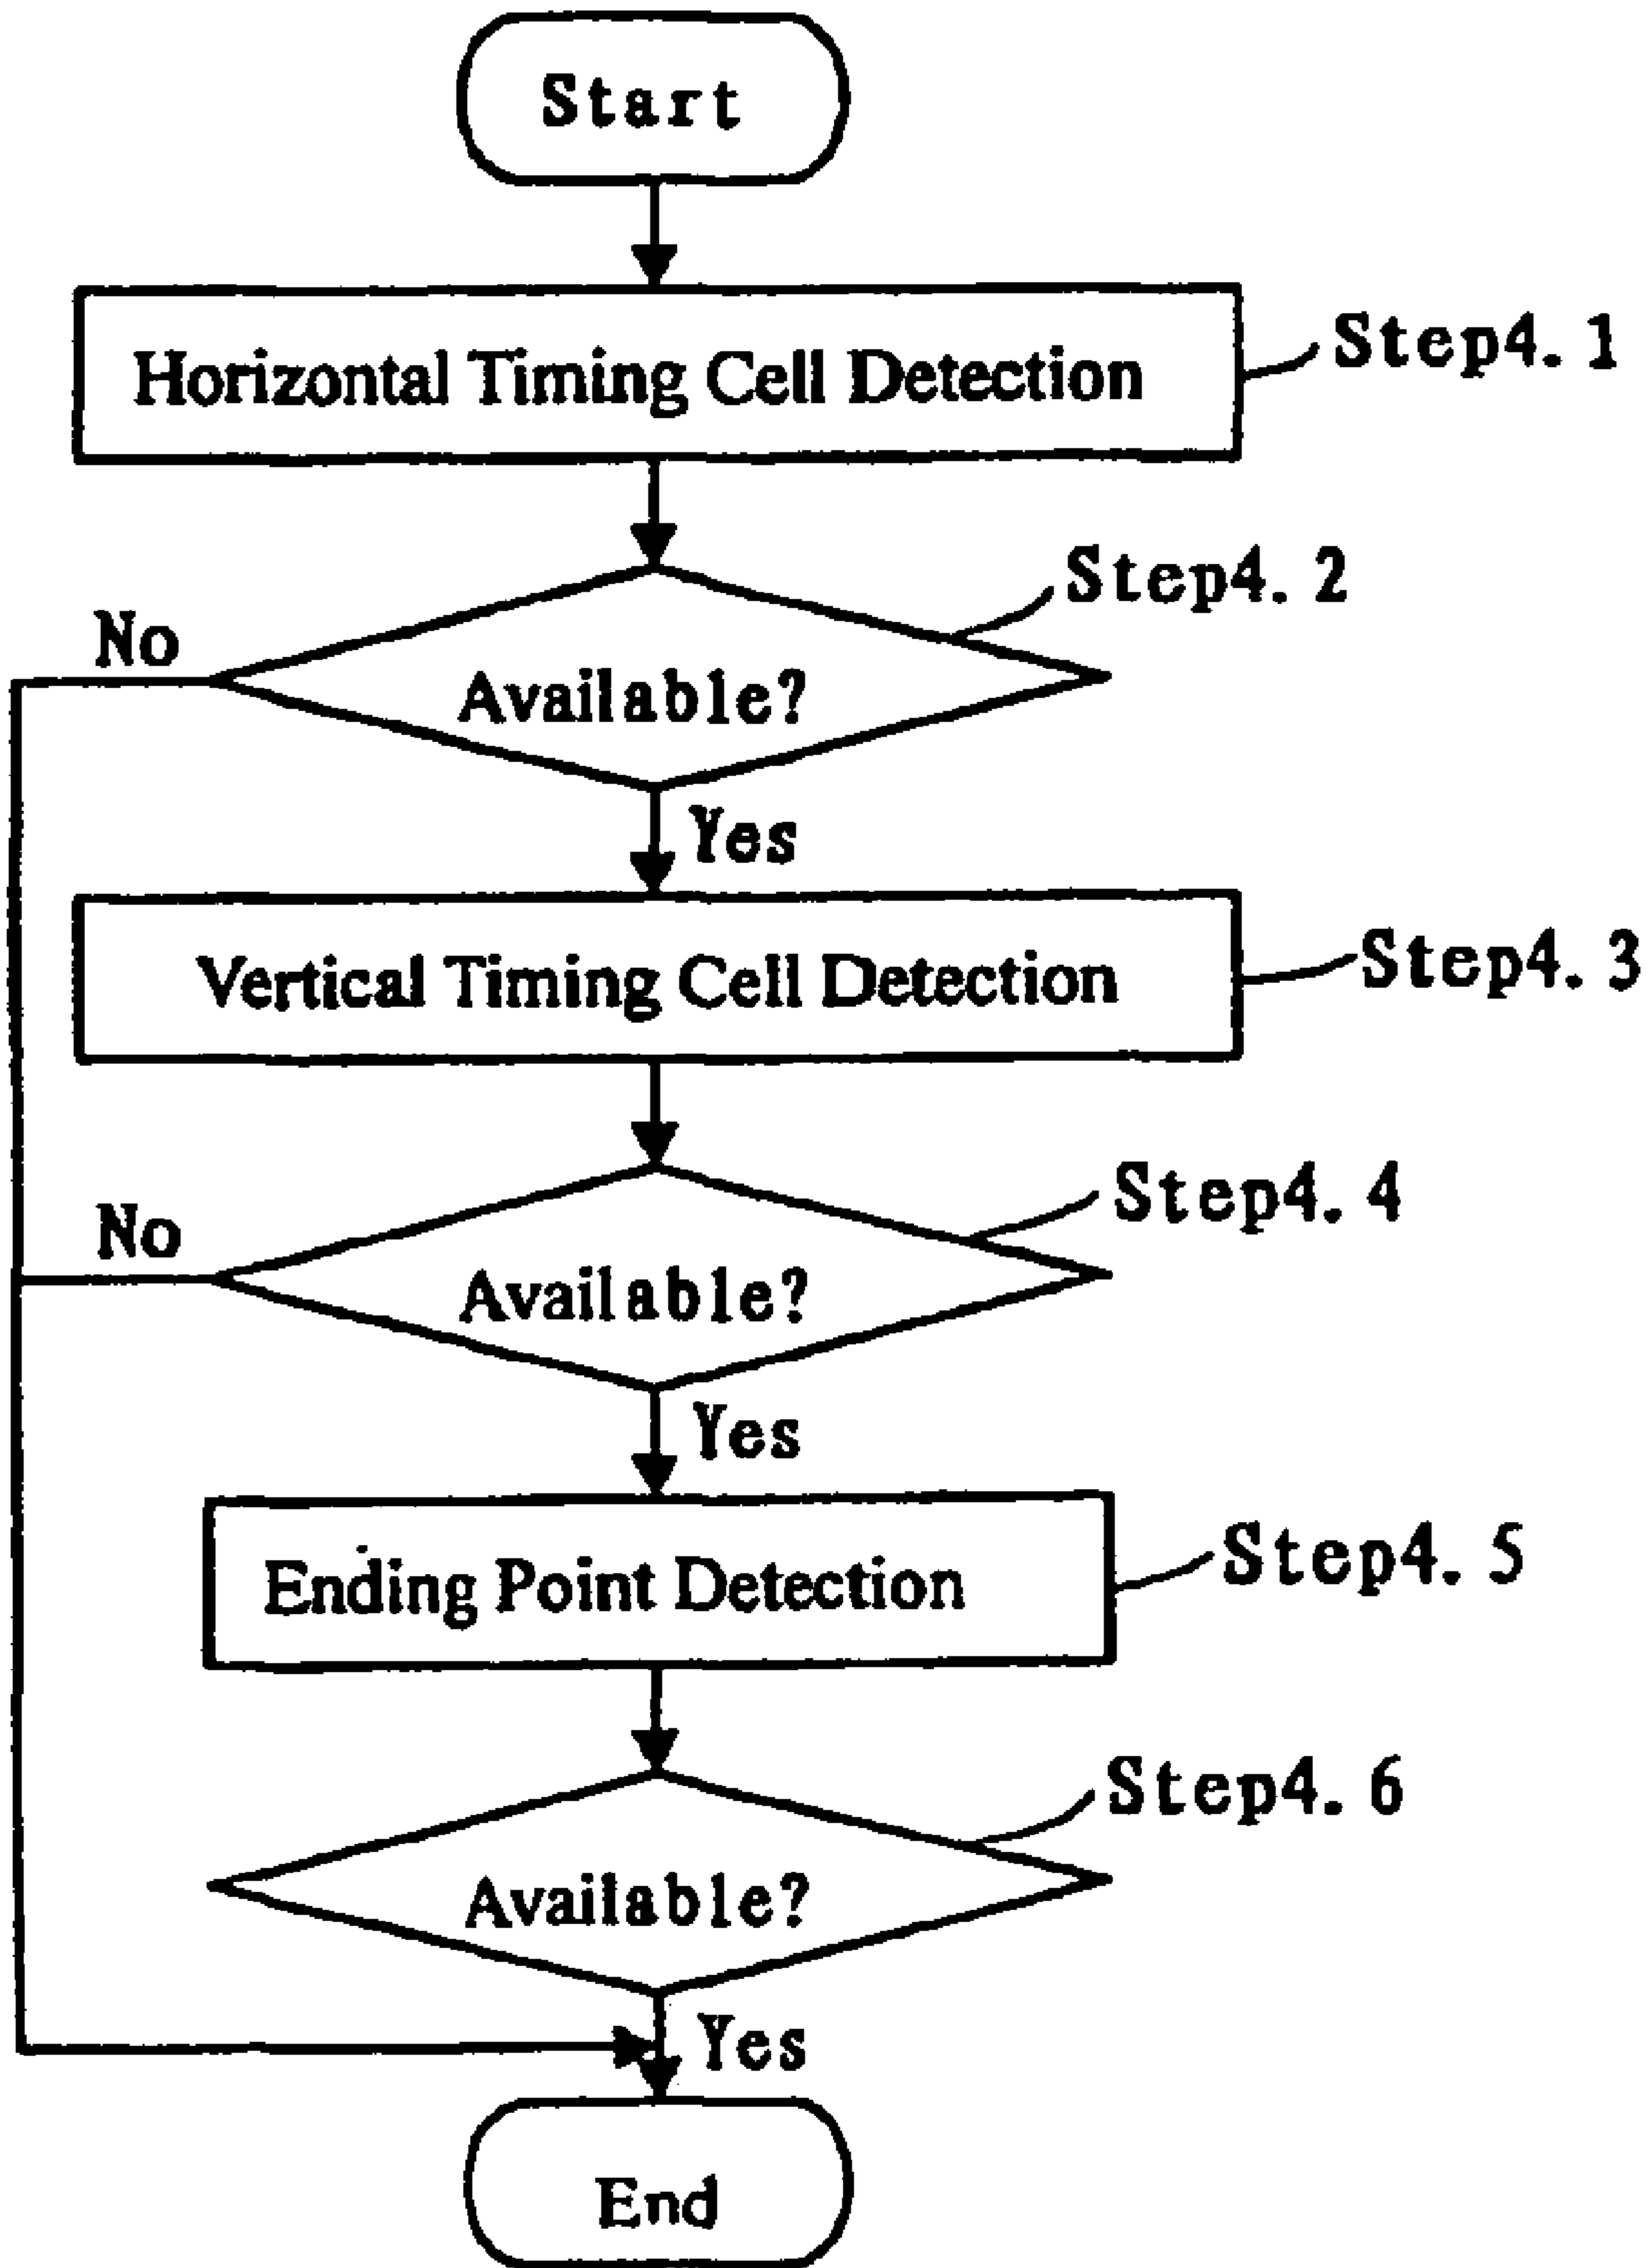 Start
Horizontal Timing Cell Detection
Step4. 1
Step4. 2
No
Available?
Yes
Vertical Timing Cell Detection
Step4. 3
Step4. 4
No
Available?
Yes
Ending Point Detection
Step4. 5
Step4. 6
Available?
Yes
End